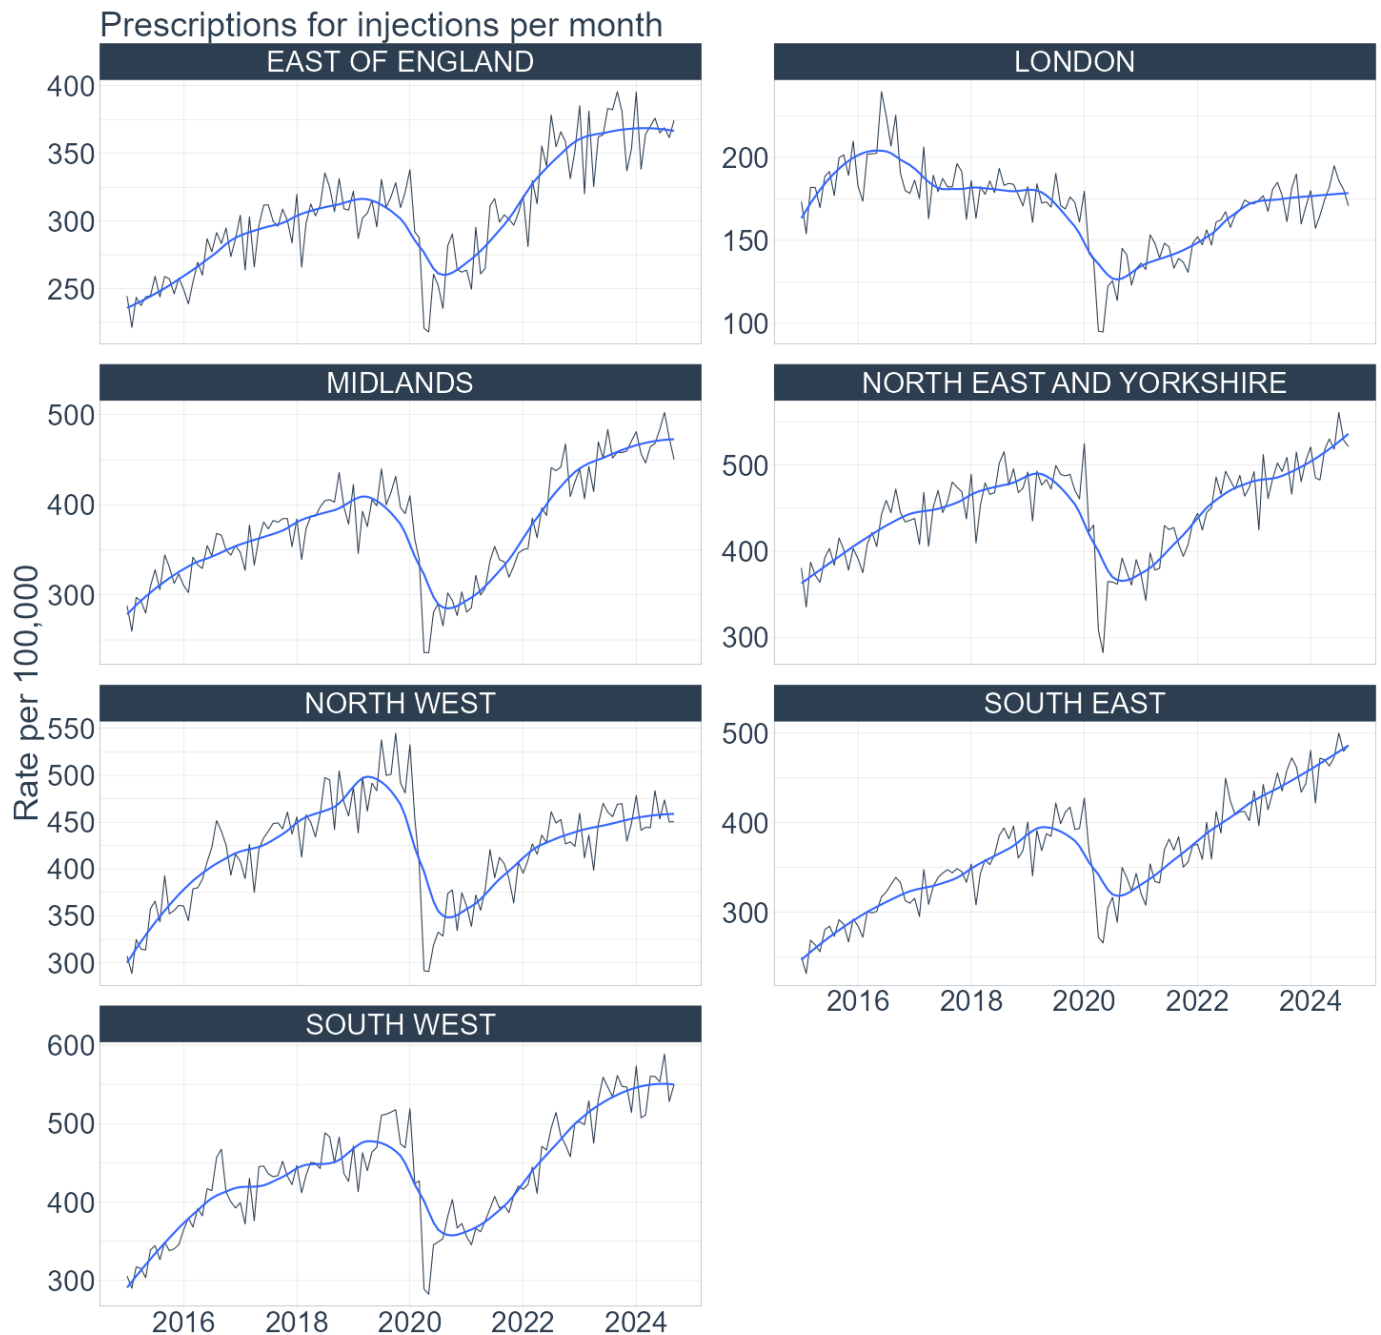 Prescriptions for injections per month
Rate per 100,000
EAST OF ENGLAND
400
350
300
250
LONDON
200
150
100
MIDLANDS
500
400
300
NORTH EAST AND YORKSHIRE
500
400
300
NORTH WEST
550
500
450
400
350
300
SOUTH EAST
500
400
300
2016 2018 2020 2022 2024
SOUTH WEST
600
500
400
300
2016 2018 2020 2022 2024